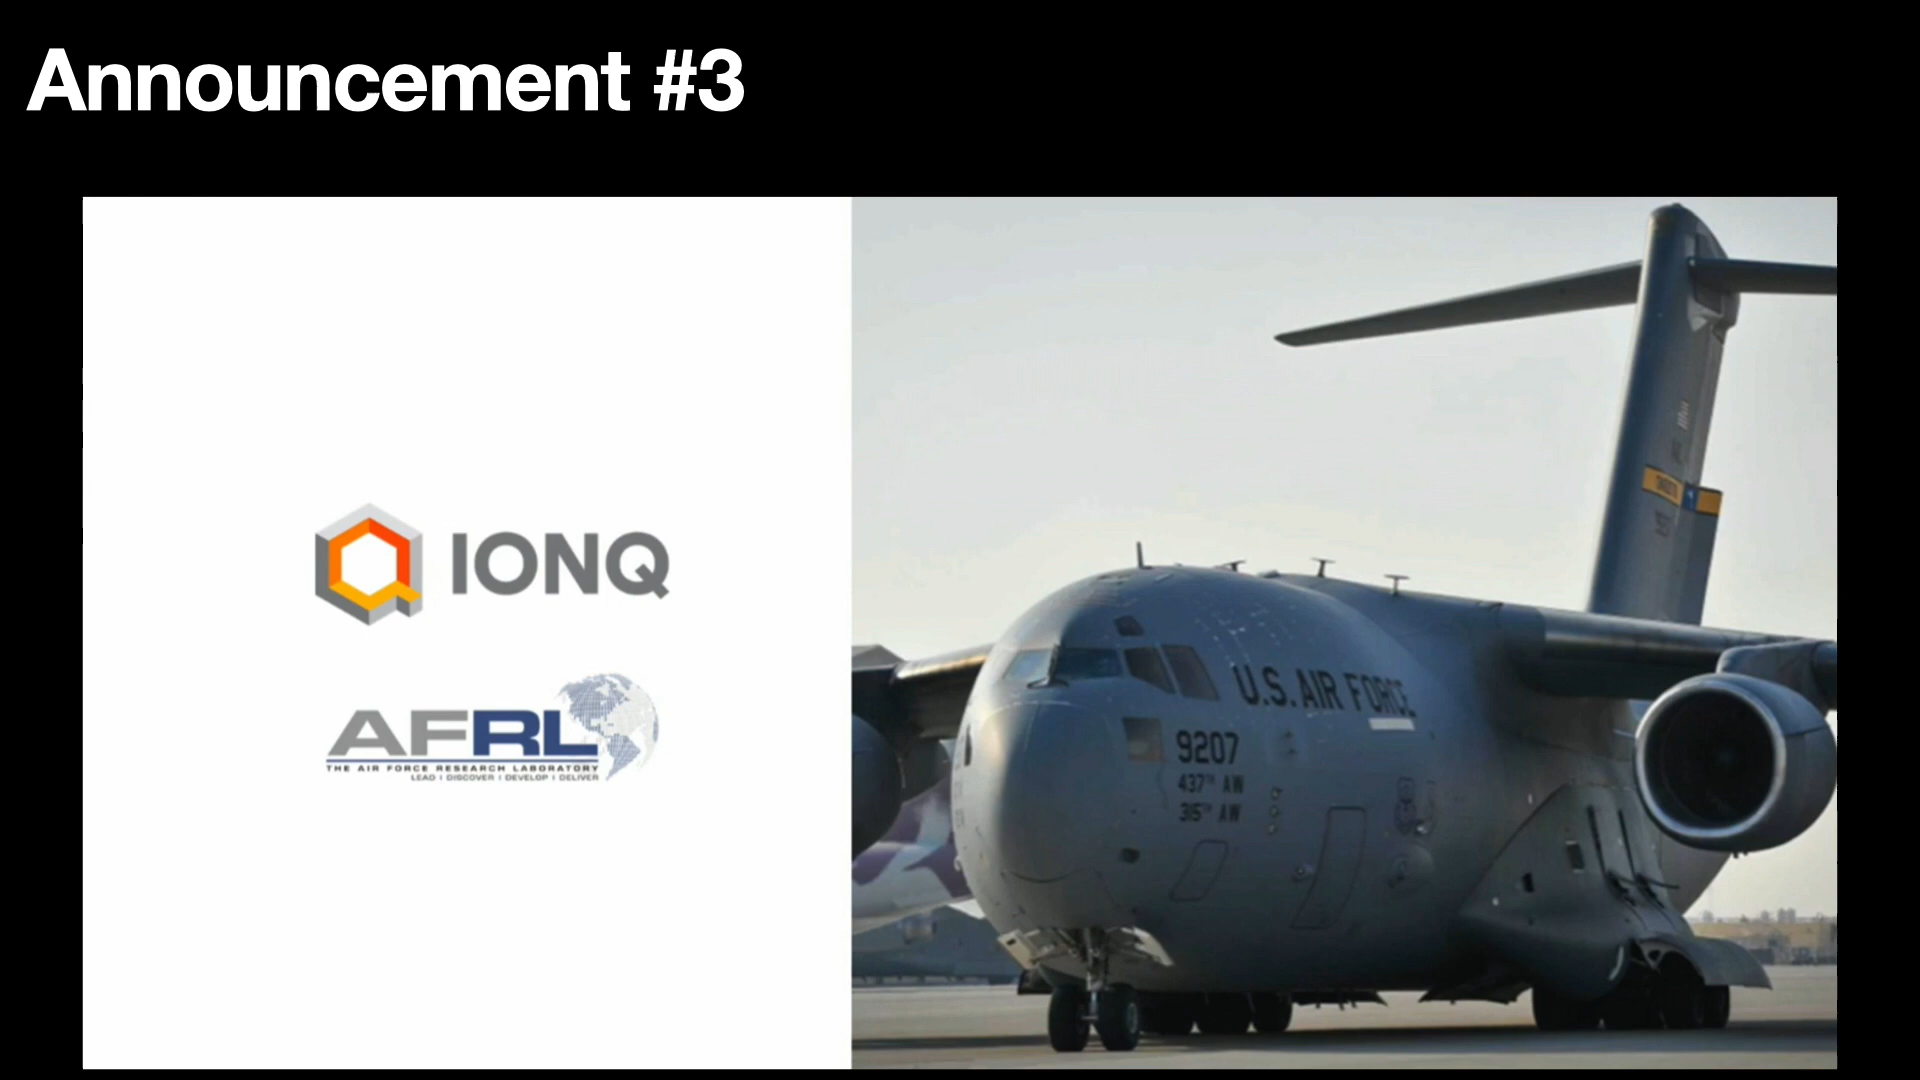 Announcement #3
IONQ
AFRL
THE AIR FORCE RESEARCH LABORATORY
LEAD | DISCOVER | DEVELOP | DELIVER
U.S. AIR FORCE
9207
437TH AW
315TH AW